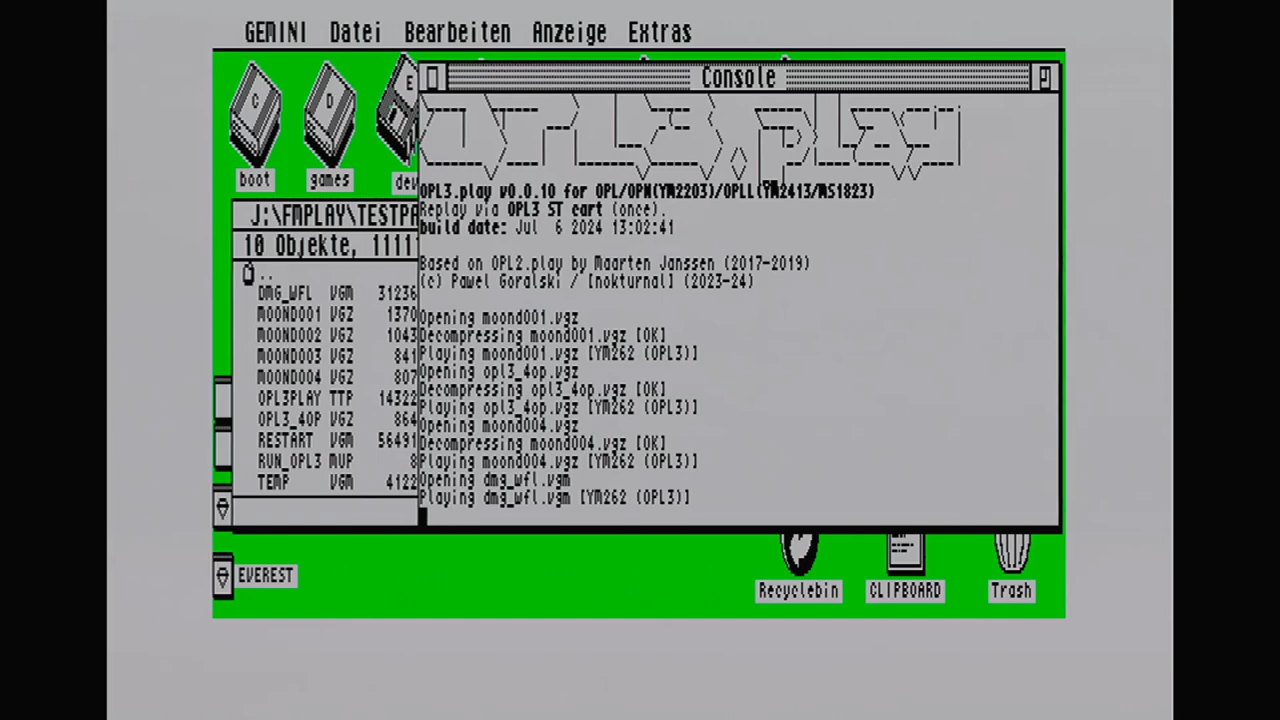 GEMINI Datei Bearbeiten Anzeige Extras
C
D
E
boot
games
dev
J:\FMPLAY\TESTPA
10 Objekte, 11111
..
DMG_WFL VGM 31236
MOOND001 VGZ 1370
MOOND002 VGZ 1043
MOOND003 VGZ 841
MOOND004 VGZ 807
OPL3PLAY TTP 14322
OPL3_4OP VGZ 864
RESTART VGM 56491
RUN_OPL3 MUP 8
TEMP VGM 4122
Console
OPL3.play
OPL3.play v0.0.10 for OPL/OPN(YM2203)/OPLL(YM2413/MS1823)
Replay via OPL3 ST cart (once).
build date: Jul 6 2024 13:02:41
Based on OPL2.play by Maarten Janssen (2017-2019)
(c) Pawel Goralski / [nokturnal] (2023-24)
Opening moond001.vgz
Decompressing moond001.vgz [OK]
Playing moond001.vgz [YM262 (OPL3)]
Opening opl3_4op.vgz
Decompressing opl3_4op.vgz [OK]
Playing opl3_4op.vgz [YM262 (OPL3)]
Opening moond004.vgz
Decompressing moond004.vgz [OK]
Playing moond004.vgz [YM262 (OPL3)]
Opening dmg_wfl.vgm
Playing dmg_wfl.vgm [YM262 (OPL3)]
EVEREST
Recyclebin
CLIPBOARD
Trash